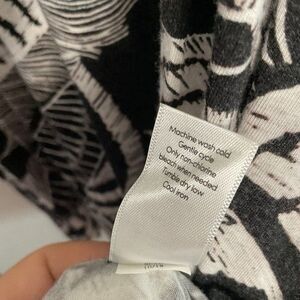 Machine wash cold
Gentle cycle
Only non-chlorine
bleach when needed
Tumble dry low
Cool iron